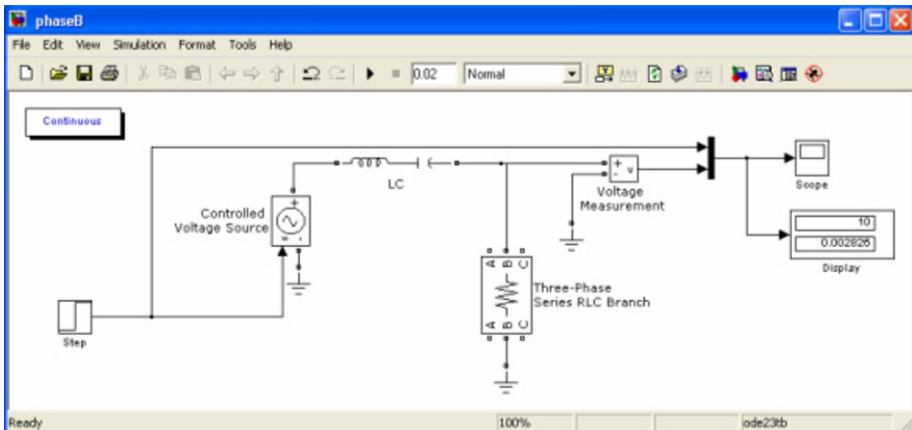 phaseB
File Edit View Simulation Format Tools Help
0.02 Normal
Continuous
LC
Controlled
Voltage Source
+
+
-
v
Voltage
Measurement
Scope
10
0.002826
Display
A B C
Three-Phase
Series RLC Branch
A B C
Step
Ready 100% ode23tb